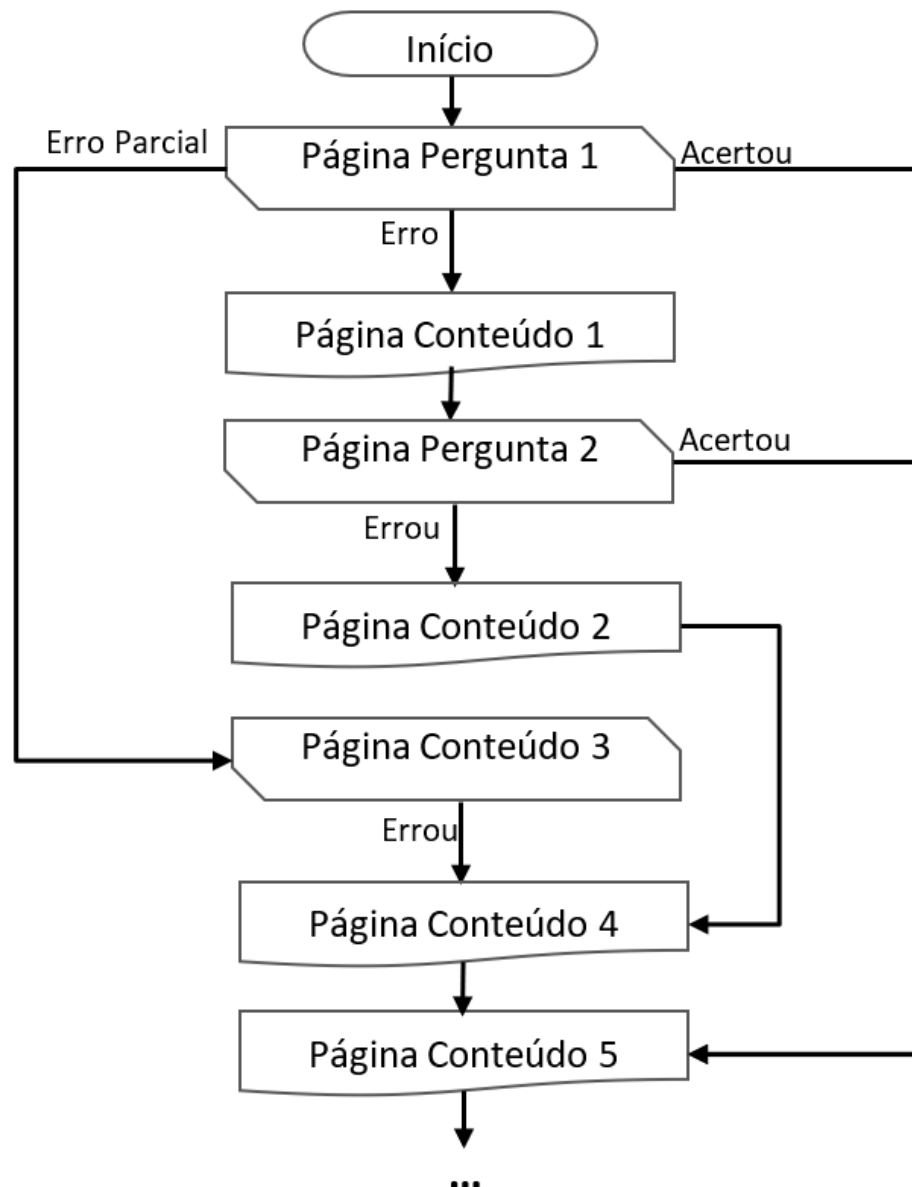 Início
Erro Parcial
Página Pergunta 1
Acertou
Erro
Página Conteúdo 1
Página Pergunta 2
Acertou
Errou
Página Conteúdo 2
Página Conteúdo 3
Errou
Página Conteúdo 4
Página Conteúdo 5
...